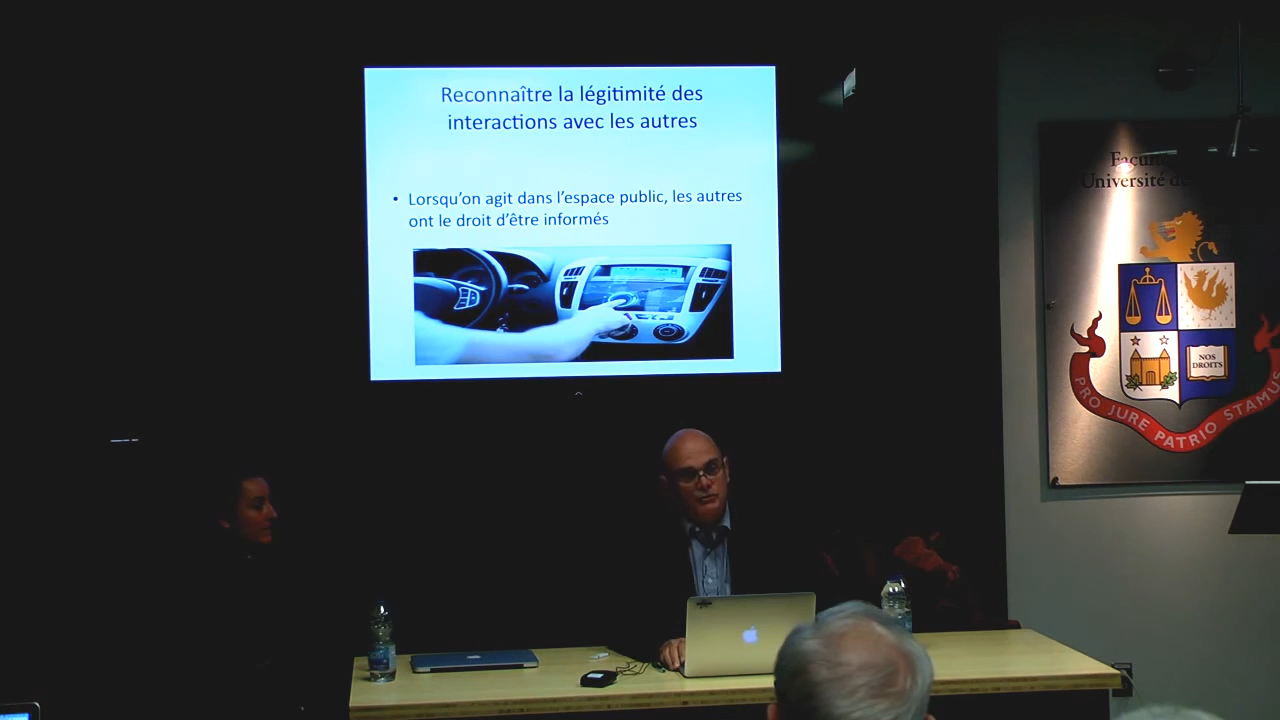 Reconnaître la légitimité des
interactions avec les autres
• Lorsqu'on agit dans l'espace public, les autres
ont le droit d'être informés
Université
NOS
DROITS
PRO JURE PATRIO STAMUS